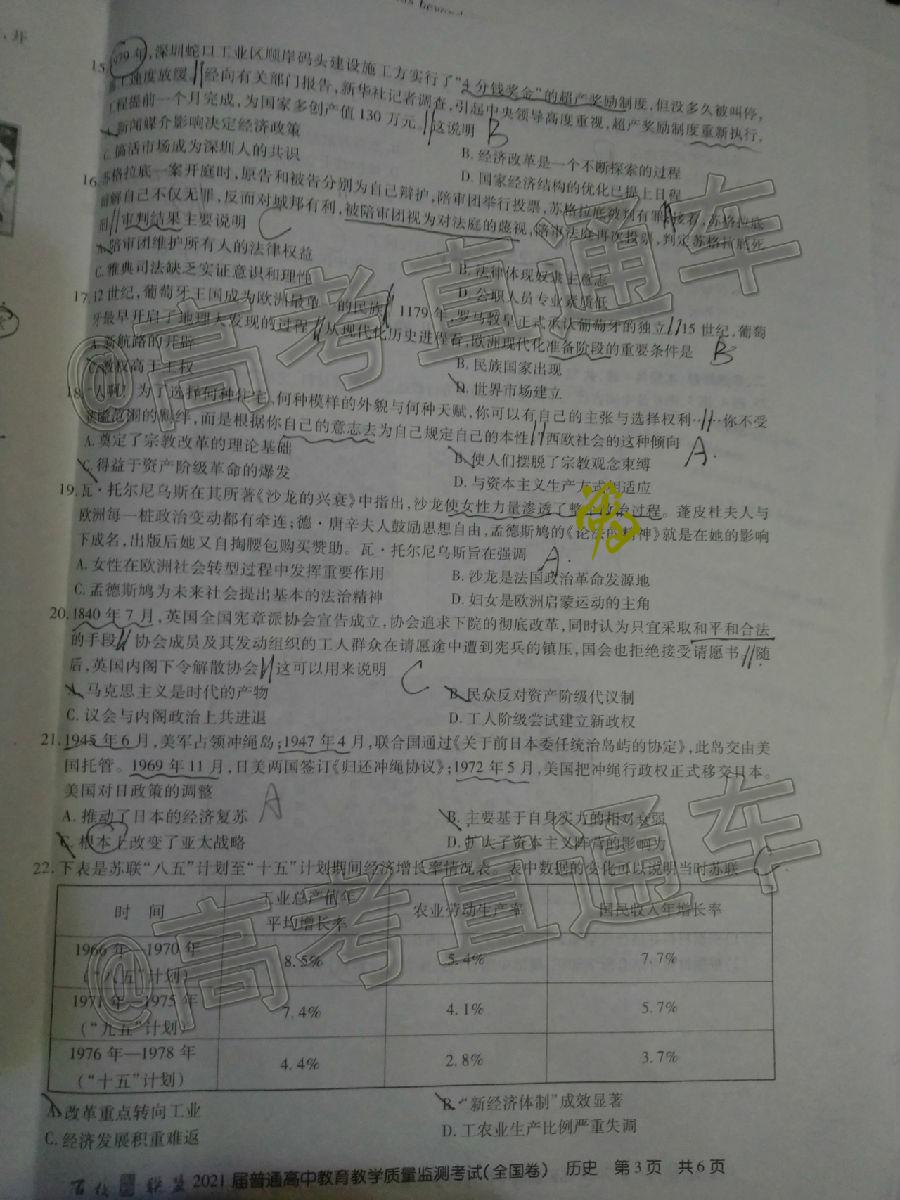 15.1979年,深圳蛇口工业区顺岸码头建设施工方实行了“4分钱奖金”的超产奖励制度,但没多久被叫停,
施工速度放缓。经向有关部门报告,新华社记者调查,引起中央领导高度重视,超产奖励制度重新执行,
工程提前一个月完成,为国家多创产值130万元。这说明 B
A.新闻媒介影响决定经济政策
B.经济改革是一个不断探索的过程
C.搞活市场成为深圳人的共识
D.国家经济结构的优化已提上日程
16.苏格拉底一案开庭时,原告和被告分别为自己辩护,陪审团举行投票,苏格拉底被判有罪。接着,苏格拉底
辩解自己不仅无罪,反而对城邦有利,被陪审团视为对法庭的蔑视,陪审法庭再次投票,判定苏格拉底死
刑。审判结果主要说明 C
A.陪审团维护所有人的法律权益
B.法律体现奴隶主意志
C.雅典司法缺乏实证意识和理性
D.公职人员专业素质低
17.12世纪,葡萄牙王国成为欧洲最早 的民族 1179年,罗马教皇正式承认葡萄牙的独立。15世纪,葡萄
牙最早开启了地理大发现的过程。从现代化历史进程看,欧洲现代化准备阶段的重要条件是 B
A.新航路的开辟
B.民族国家出现
C.教权高于王权
D.世界市场建立
18.人啊!为了选择何种住宅、何种模样的外貌与何种天赋,你可以有自己的主张与选择权利……你不受
的羁绊,而是根据你自己的意志去为自己规定自己的本性。西欧社会的这种倾向 A.
A.奠定了宗教改革的理论基础
B.使人们摆脱了宗教观念束缚
C.得益于资产阶级革命的爆发
D.与资本主义生产方式相适应
19.瓦·托尔尼乌斯在其所著《沙龙的兴衰》中指出,沙龙使女性力量渗透了整个政治过程。蓬皮杜夫人与
欧洲每一桩政治变动都有牵连;德·唐辛夫人鼓励思想自由,孟德斯鸠的《论法的精神》就是在她的影响
下成名,出版后她又自掏腰包购买赞助。瓦·托尔尼乌斯旨在强调 A.
A.女性在欧洲社会转型过程中发挥重要作用
B.沙龙是法国政治革命发源地
C.孟德斯鸠为未来社会提出基本的法治精神
D.妇女是欧洲启蒙运动的主角
20.1840年7月,英国全国宪章派协会宣告成立,协会追求下院的彻底改革,同时认为只宜采取和平和合法
的手段。协会成员及其发动组织的工人群众在请愿途中遭到宪兵的镇压,国会也拒绝接受请愿书。随
后,英国内阁下令解散协会。这可以用来说明 C
A.马克思主义是时代的产物
B.民众反对资产阶级代议制
C.议会与内阁政治上共进退
D.工人阶级尝试建立新政权
21.1945年6月,美军占领冲绳岛;1947年4月,联合国通过《关于前日本委任统治岛屿的协定》,此岛交由美
国托管。1969年11月,日美两国签订《归还冲绳协议》;1972年5月,美国把冲绳行政权正式移交日本。
美国对日政策的调整 A
A.推动了日本的经济复苏
B.主要基于自身实力的相对衰弱
C.根本上改变了亚太战略
D.扩大了资本主义阵营的影响力
22.下表是苏联“八五”计划至“十五”计划期间经济增长率情况表。表中数据的变化可以说明当时苏联
时 间 工业总产值年平均增长率 农业劳动生产率 国民收入年增长率
1966年—1970年(“八五”计划) 8.5% 5.4% 7.7%
1971年—1975年(“九五”计划) 7.4% 4.1% 5.7%
1976年—1978年(“十五”计划) 4.4% 2.8% 3.7%
A.改革重点转向工业
B.“新经济体制”成效显著
C.经济发展积重难返
D.工农业生产比例严重失调
2021届普通高中教育教学质量监测考试(全国卷) 历史 第3页 共6页
@高考直通车
@高考直通车